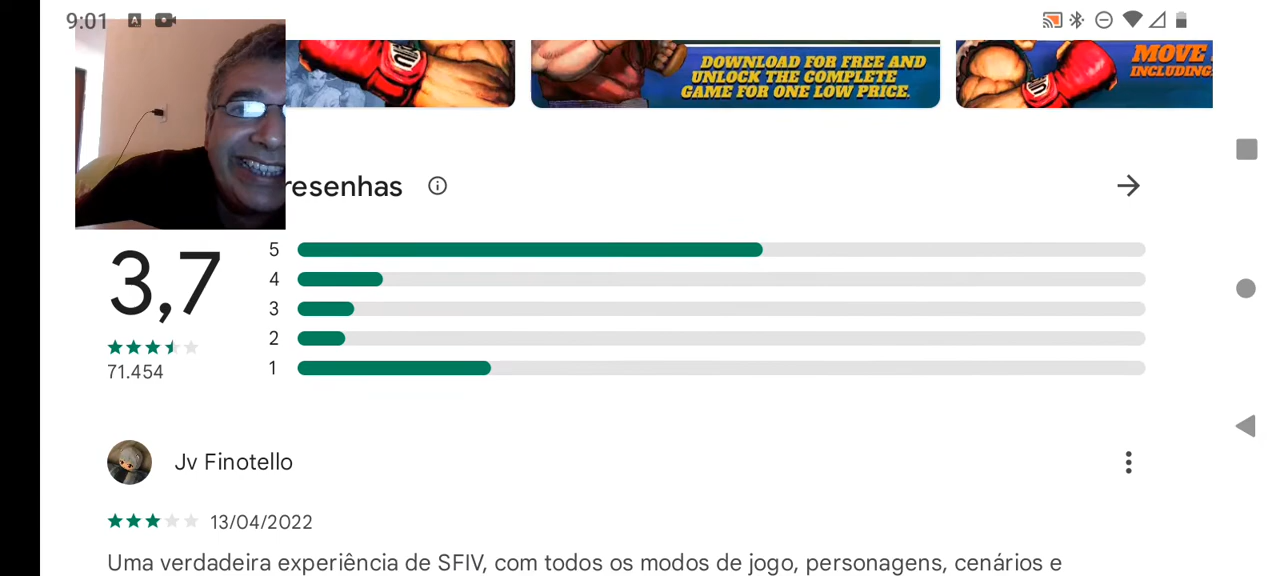 9:01
DOWNLOAD FOR FREE AND
UNLOCK THE COMPLETE
GAME FOR ONE LOW PRICE.
MOVE
INCLUDING
resenhas
3,7
71.454
5
4
3
2
1
Jv Finotello
13/04/2022
Uma verdadeira experiência de SFIV, com todos os modos de jogo, personagens, cenários e